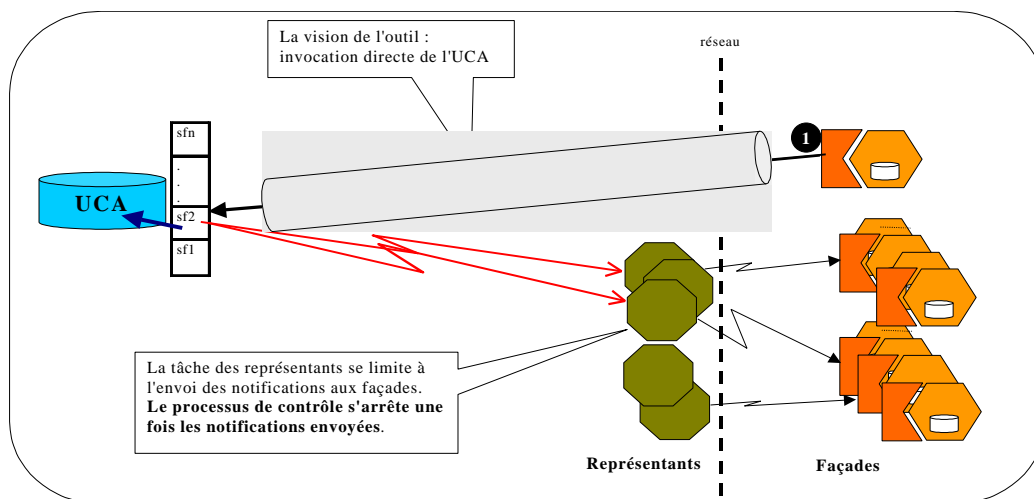 La vision de l'outil :
invocation directe de l'UCA
réseau
1
sfn
.
.
.
sf2
sf1
UCA
La tâche des représentants se limite à
l'envoi des notifications aux façades.
Le processus de contrôle s'arrête une
fois les notifications envoyées.
Représentants
Façades